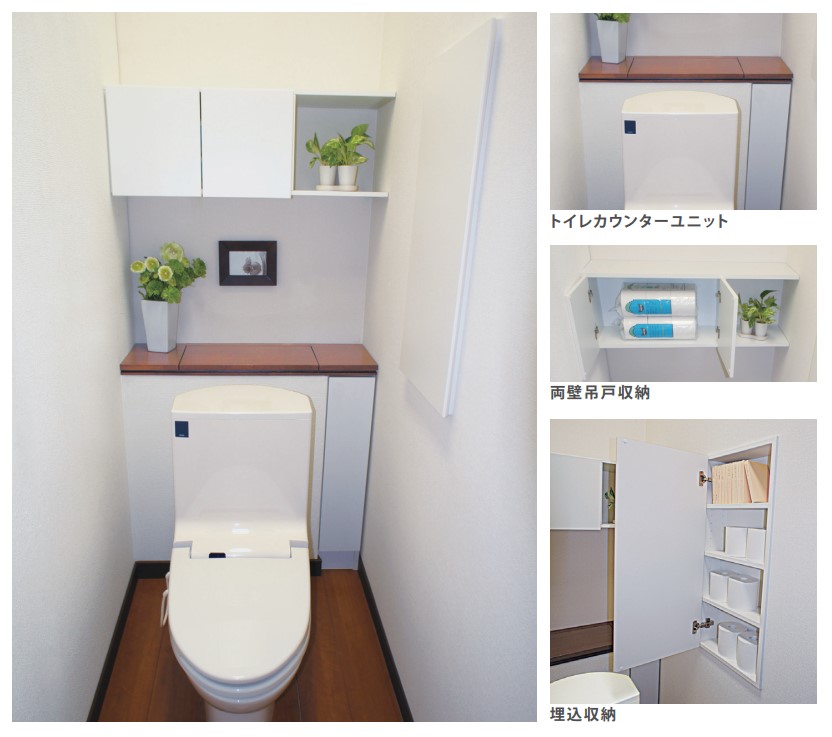 トイレカウンターユニット
両壁吊戸収納
埋込収納